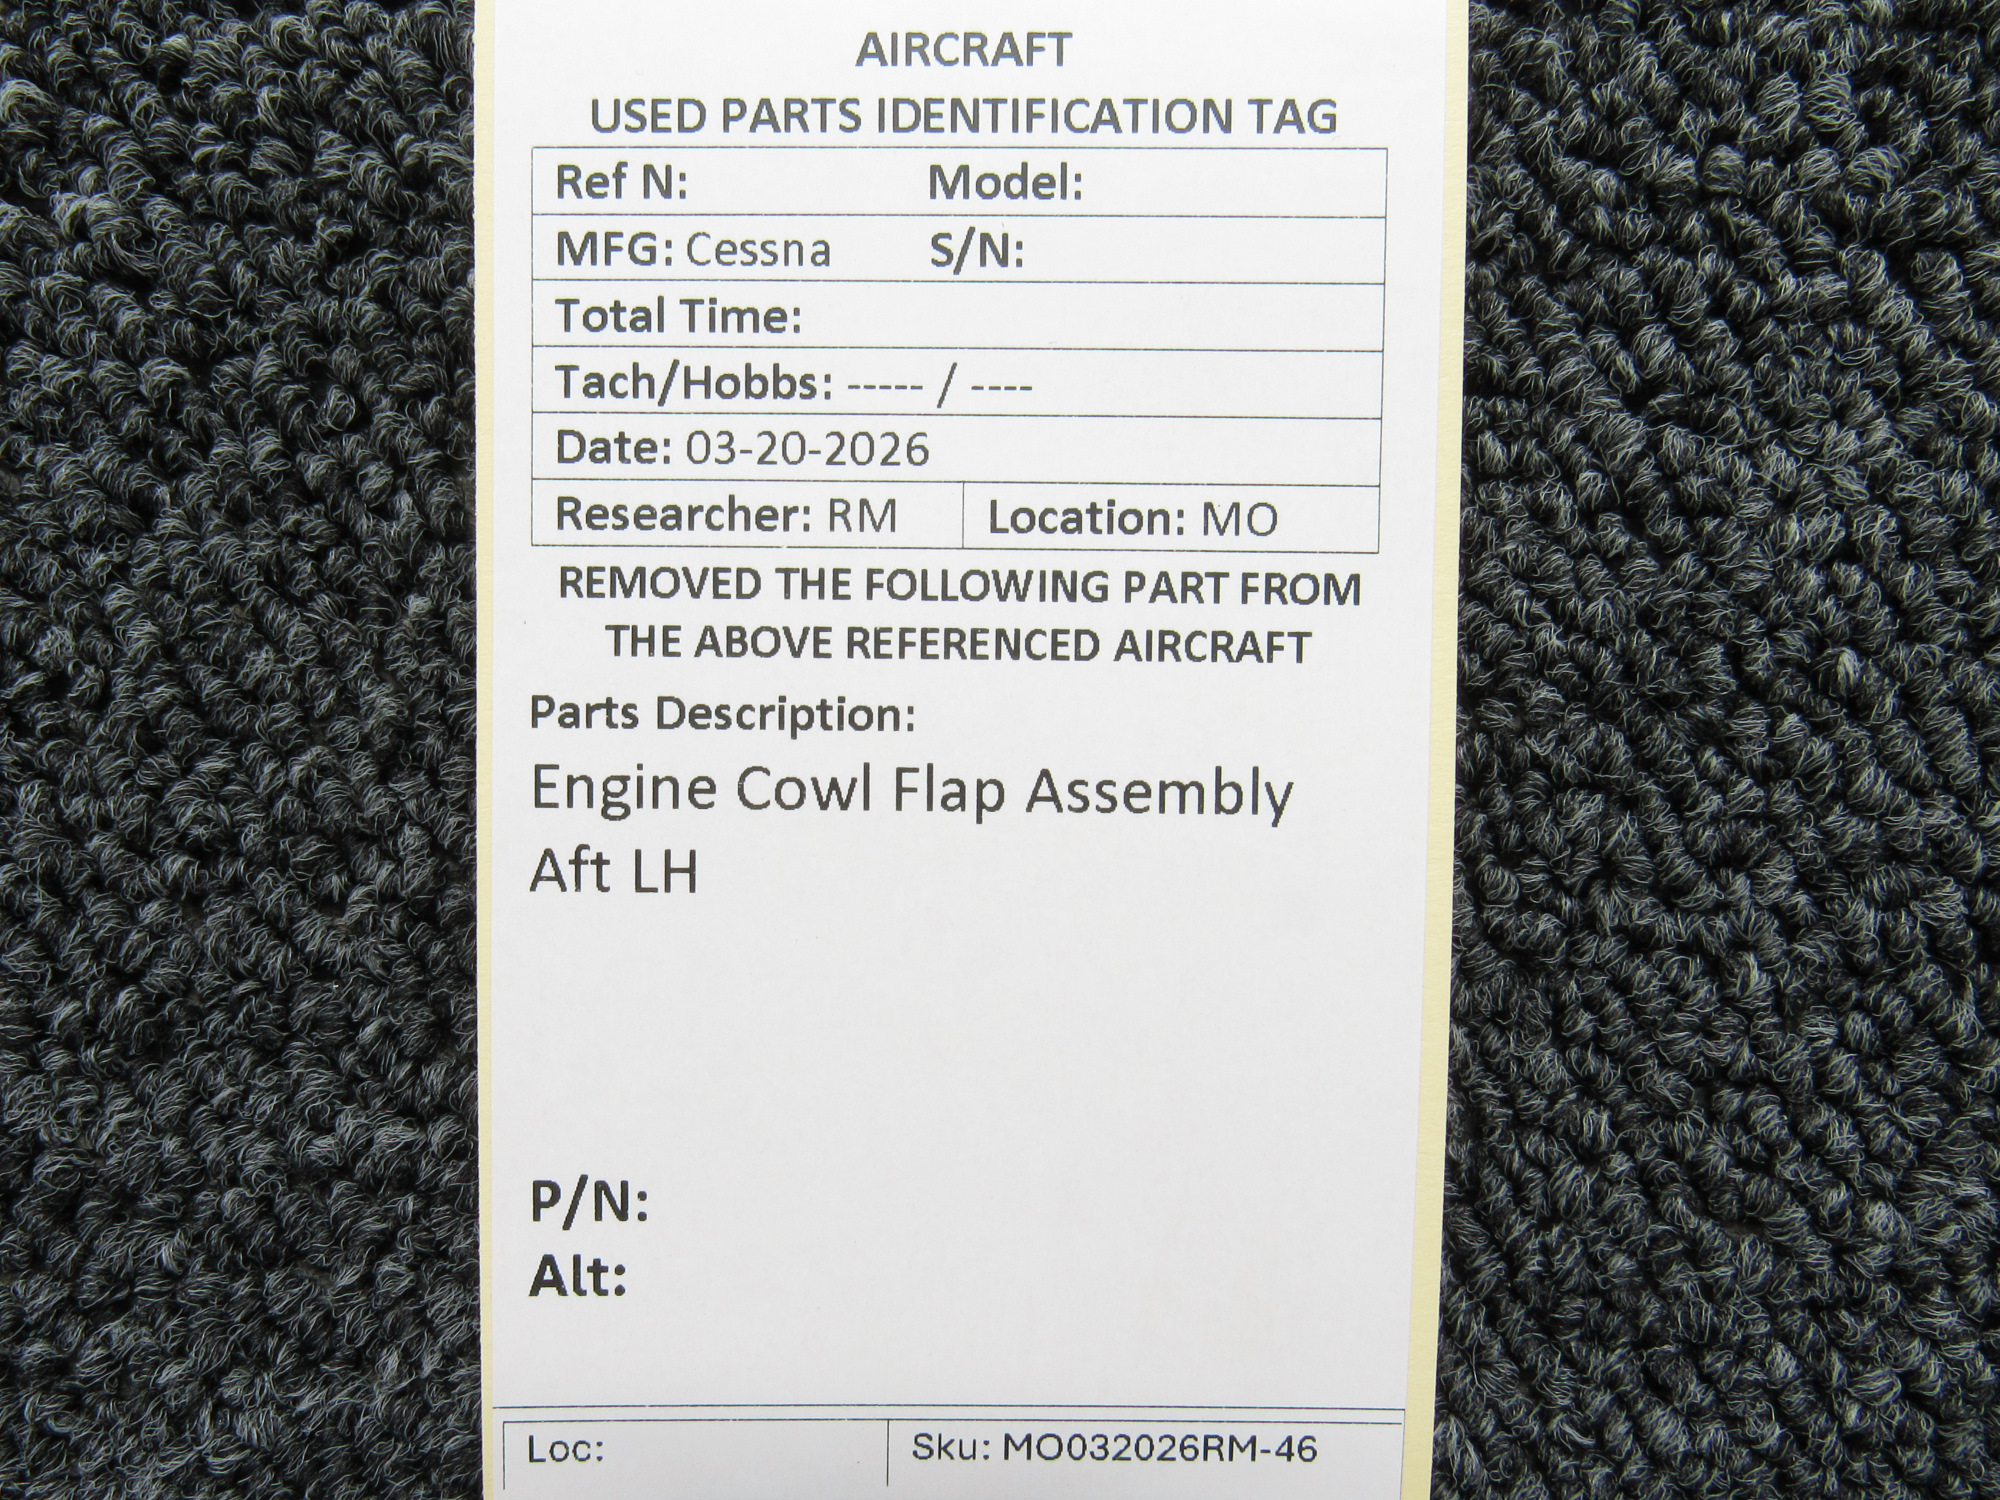 AIRCRAFT
USED PARTS IDENTIFICATION TAG
Ref N: Model:
MFG: Cessna S/N:
Total Time:
Tach/Hobbs: ----- / ----
Date: 03-20-2026
Researcher: RM Location: MO
REMOVED THE FOLLOWING PART FROM
THE ABOVE REFERENCED AIRCRAFT
Parts Description:
Engine Cowl Flap Assembly
Aft LH
P/N:
Alt:
Loc: Sku: MO032026RM-46